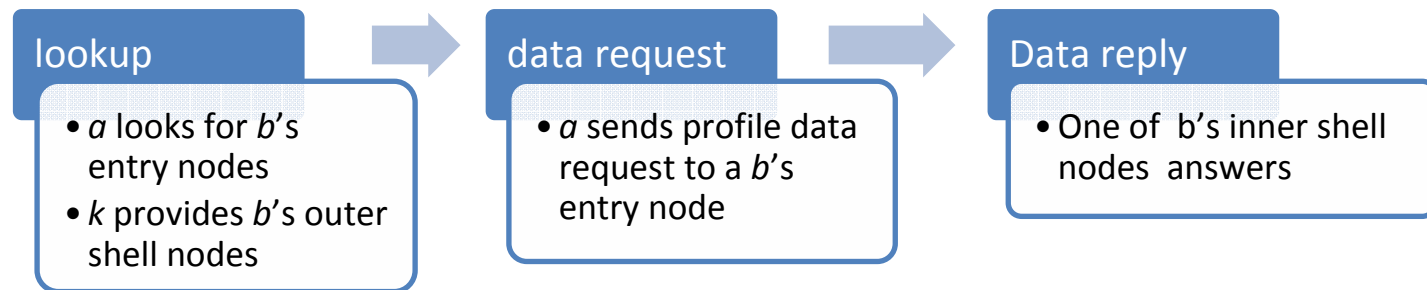 lookup
• a looks for b's
entry nodes
• k provides b's outer
shell nodes
data request
• a sends profile data
request to a b's
entry node
Data reply
• One of b's inner shell
nodes answers